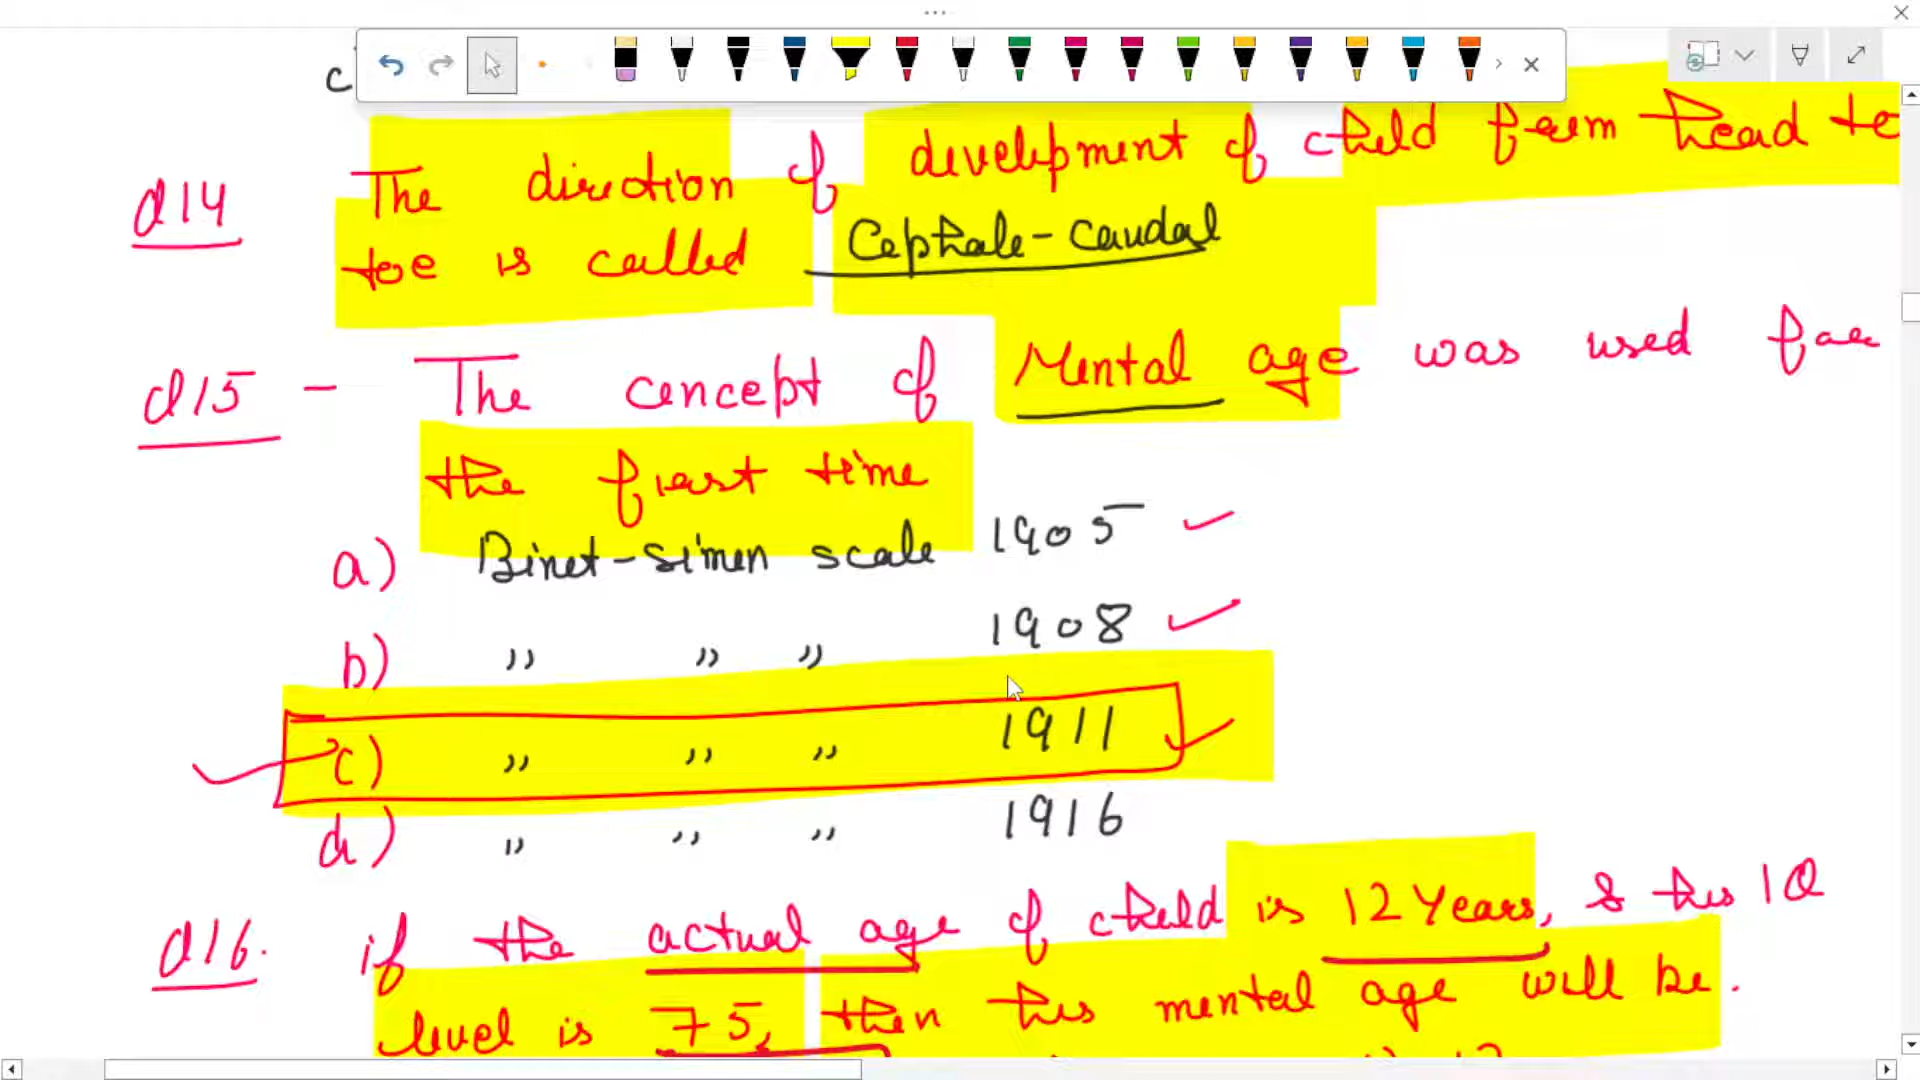 c
Q14 The direction of development of child from head to
toe is called Cephalo-caudal
Q15 - The concept of Mental age was used for
the first time
a) Binet-simon scale 1905
b) " " " 1908
c) " " " 1911
d) " " " 1916
Q16. if the actual age of child is 12 Years, & his IQ
level is 75, then his mental age will be.